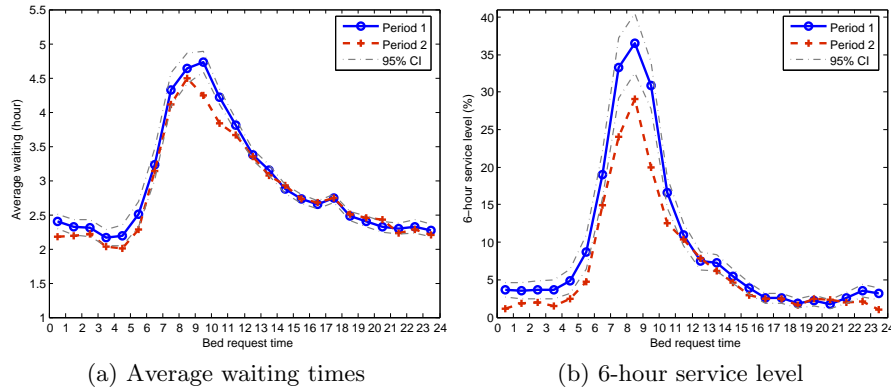 5.5
5
4.5
4
3.5
3
2.5
2
1.5
1
Average waiting (hour)
Period 1
Period 2
95% CI
0 1 2 3 4 5 6 7 8 9 10 11 12 13 14 15 16 17 18 19 20 21 22 23 24
Bed request time
(a) Average waiting times
40
35
30
25
20
15
10
5
0
6−hour service level (%)
Period 1
Period 2
95% CI
0 1 2 3 4 5 6 7 8 9 10 11 12 13 14 15 16 17 18 19 20 21 22 23 24
Bed request time
(b) 6-hour service level